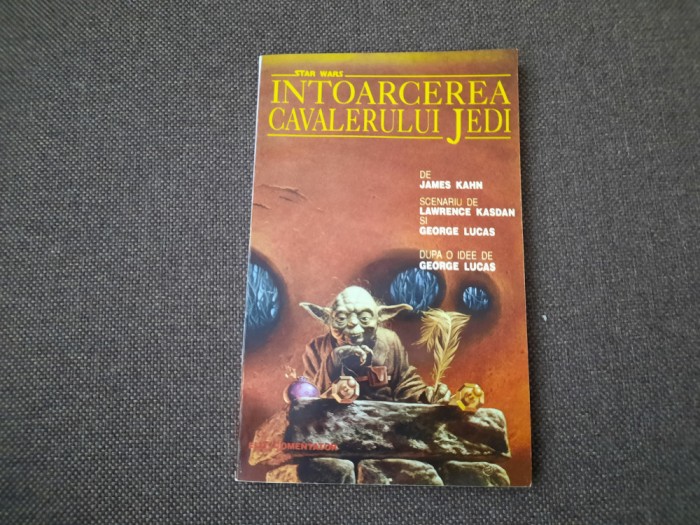 STAR WARS
INTOARCEREA
CAVALERULUI JEDI
DE
JAMES KAHN
SCENARIU DE
LAWRENCE KASDAN
SI
GEORGE LUCAS
DUPA O IDEE DE
GEORGE LUCAS